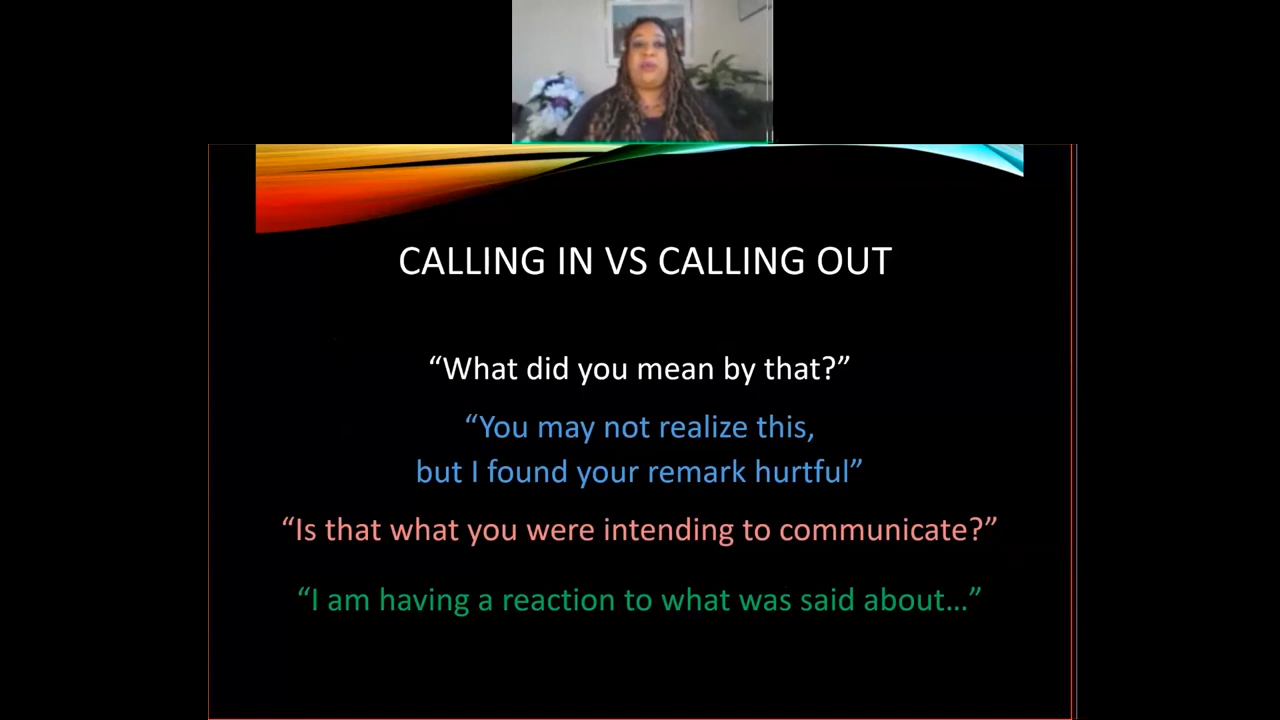 CALLING IN VS CALLING OUT
“What did you mean by that?”
“You may not realize this,
but I found your remark hurtful”
“Is that what you were intending to communicate?”
“I am having a reaction to what was said about…”